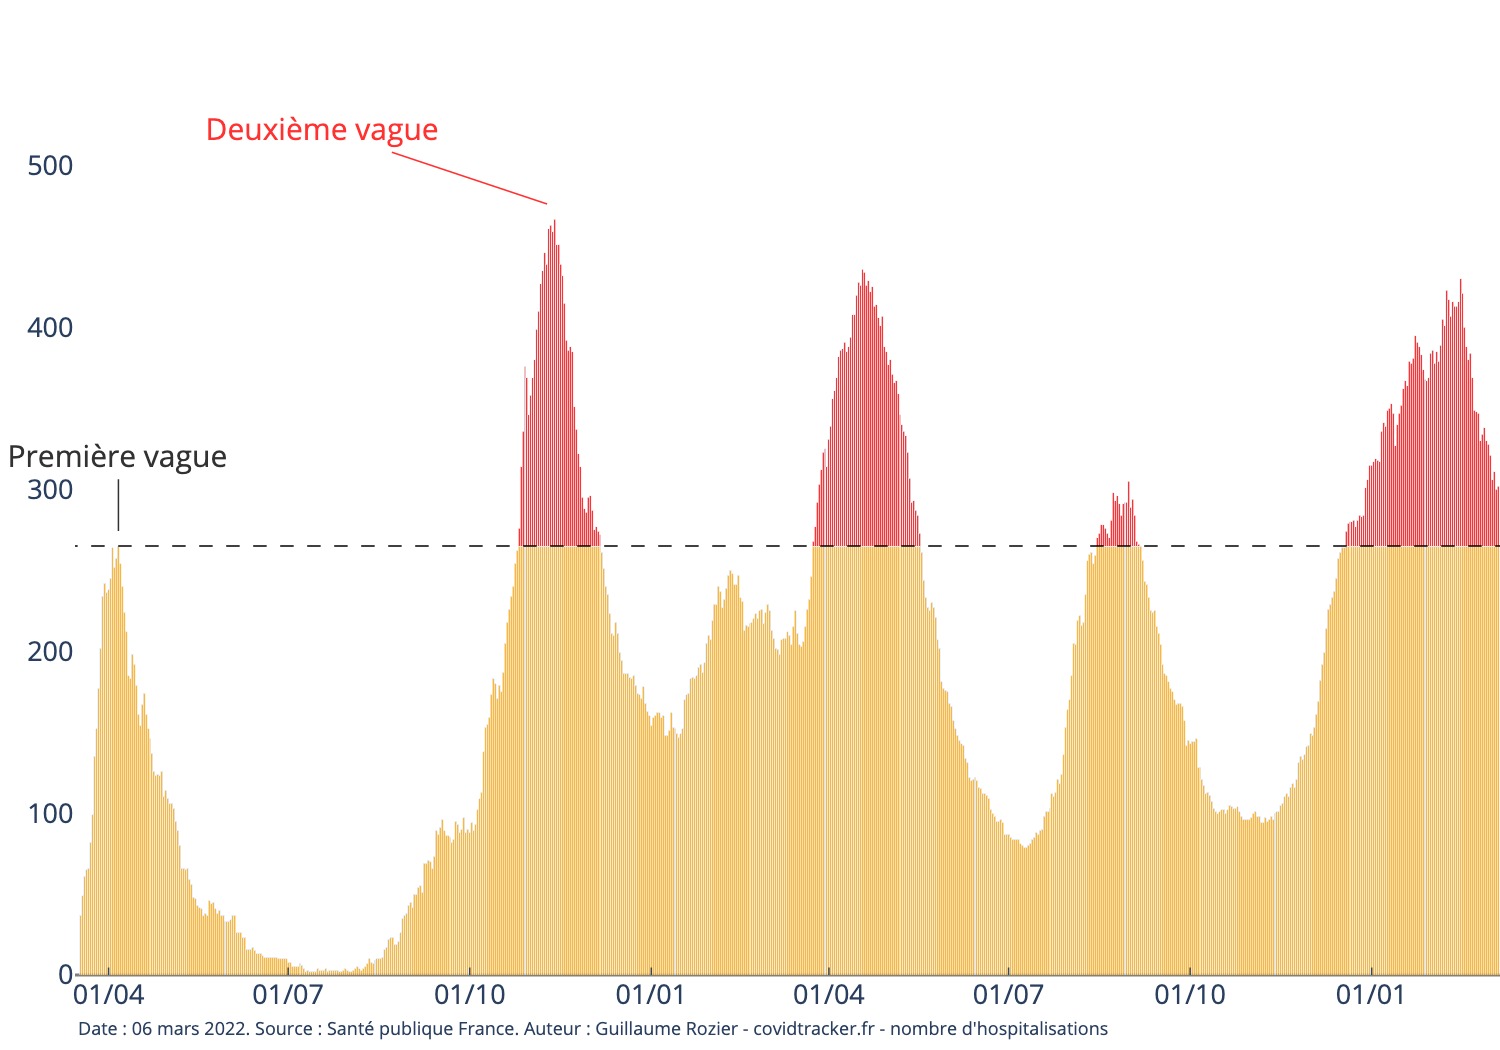 Deuxième vague
500
400
Première vague
300
200
100
0
01/04 01/07 01/10 01/01 01/04 01/07 01/10 01/01
Date : 06 mars 2022. Source : Santé publique France. Auteur : Guillaume Rozier - covidtracker.fr - nombre d'hospitalisations